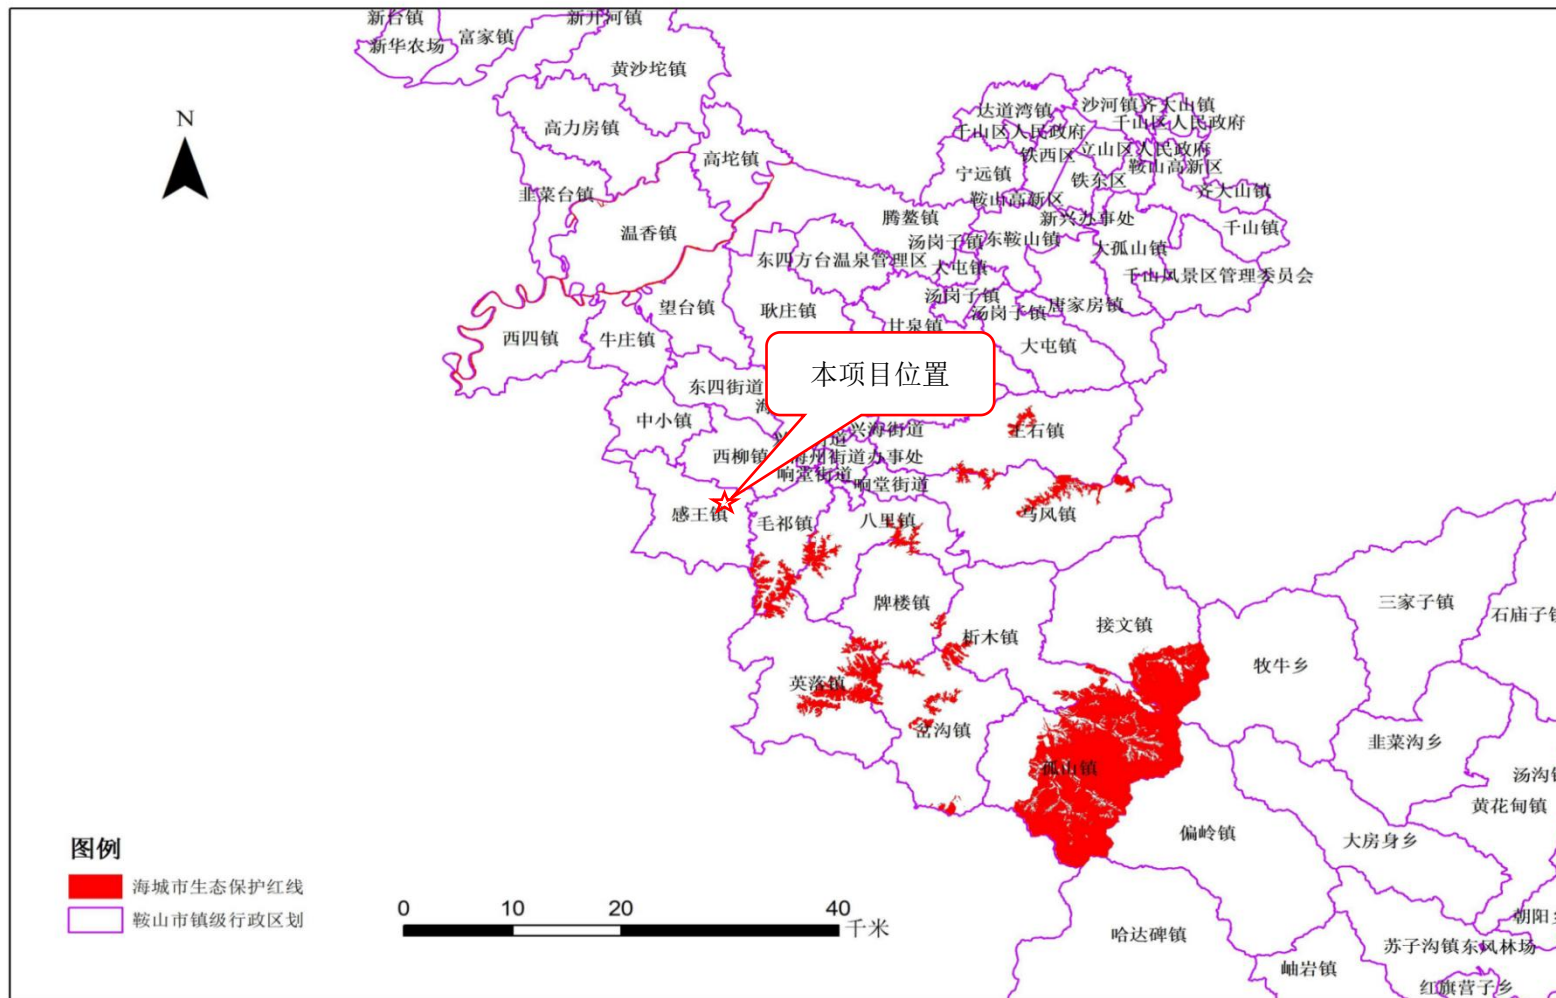 新台镇
新开河镇
富家镇
新华农场
黄沙坨镇
达道湾镇
沙河镇
齐大山镇
千山区人民政府
千山区人民政府
高力房镇
高坨镇
铁西区
立山区人民政府
鞍山高新区
宁远镇
铁东区
韭菜台镇
鞍山高新区
齐大山镇
腾鳌镇
新兴办事处
千山镇
温香镇
汤岗子镇
东鞍山镇
大孤山镇
东四方台温泉管理区
大屯镇
千山风景区管理委员会
望台镇
耿庄镇
汤岗子镇
汤岗子镇
唐家房镇
甘泉镇
西四镇
牛庄镇
大屯镇
本项目位置
东四街道
海
中小镇
兴海街道
王石镇
西柳镇
海州街道办事处
响堂街道
响堂街道
感王镇
毛祁镇
八里镇
马风镇
牌楼镇
析木镇
接文镇
三家子镇
石庙子镇
牧牛乡
英落镇
岔沟镇
孤山镇
韭菜沟乡
汤沟镇
黄花甸镇
偏岭镇
大房身乡
哈达碑镇
朝阳乡
苏子沟镇
东风林场
岫岩镇
红旗营子乡
N
图例
海城市生态保护红线
鞍山市镇级行政区划
0 10 20 40
千米